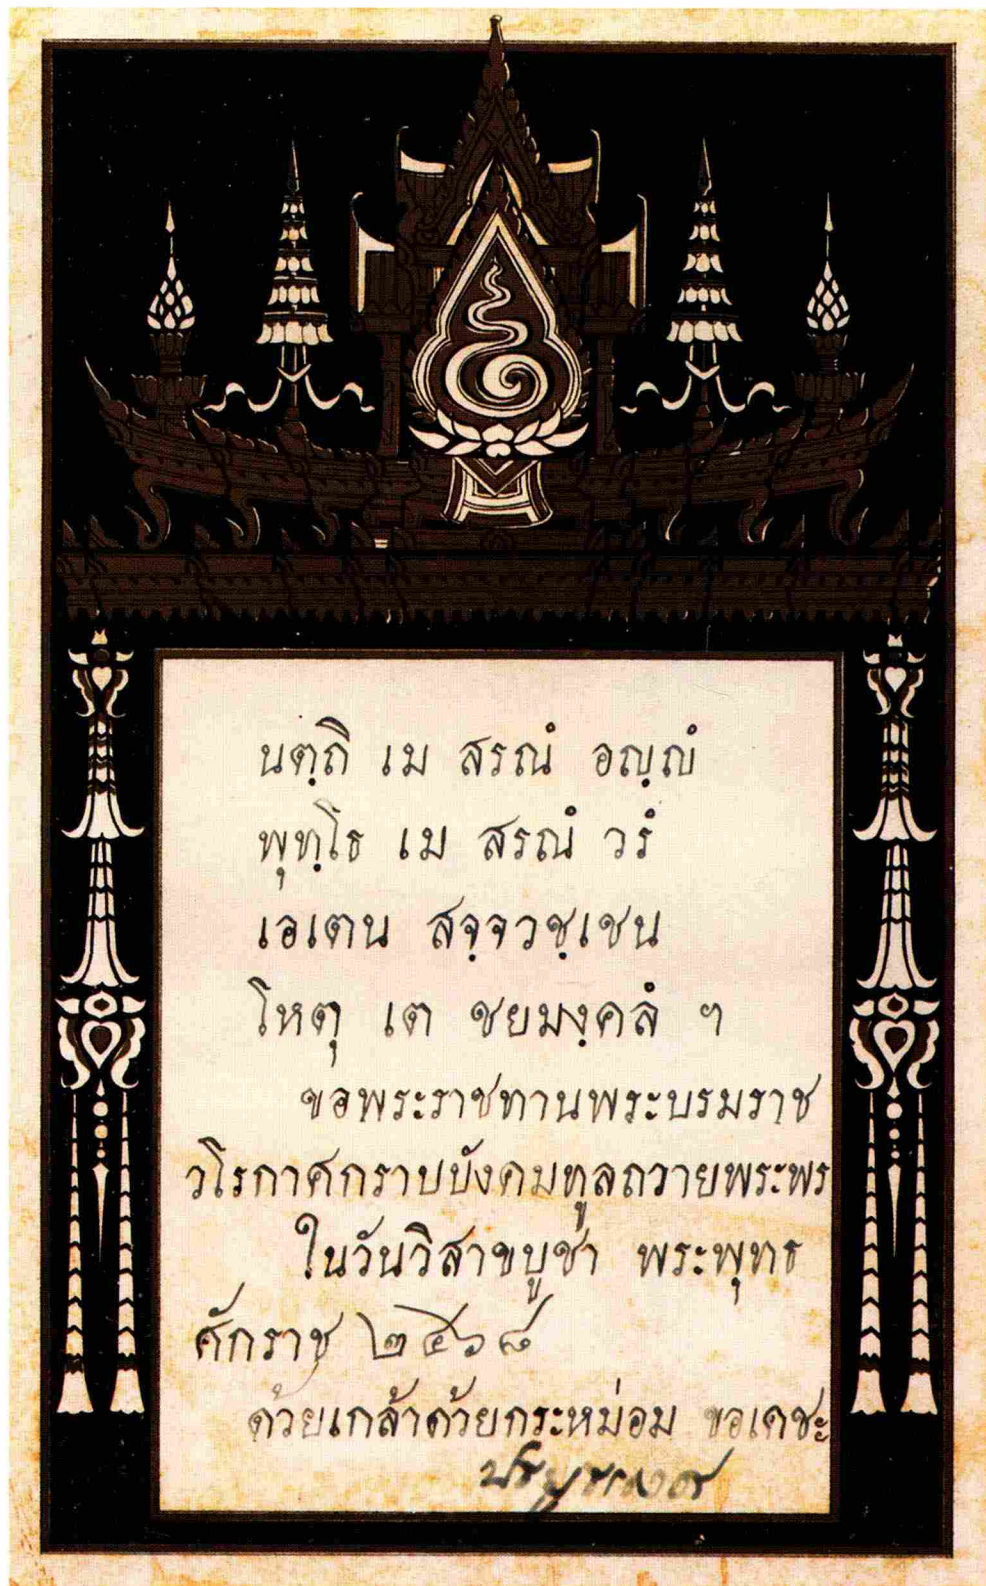 นตฺถิ เม สรณํ อญฺญํ
พุทฺโธ เม สรณํ วรํ
เอเตน สจฺจวชฺเชน
โหตุ เต ชยมงฺคลํ ฯ
ขอพระราชทานพระบรมราช
วโรกาศกราบบังคมทูลถวายพระพร
ในวันวิสาขบูชา พระพุทธ
ศักราช ๒๔๖๘
ด้วยเกล้าด้วยกระหม่อม ขอเดชะ